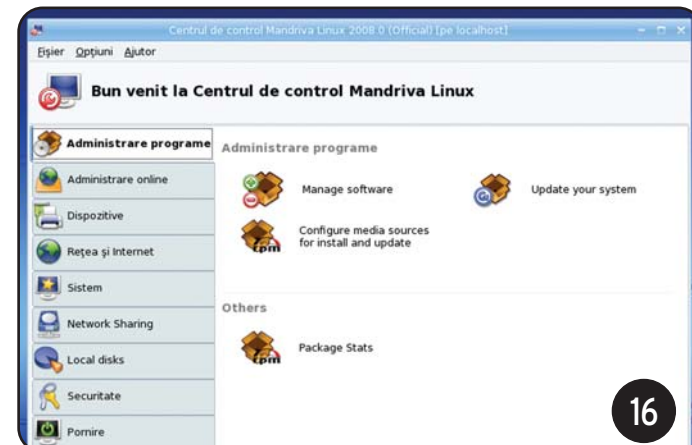 Centrul de control Mandriva Linux 2008.0 (Official) [pe localhost]
Fișier Opțiuni Ajutor
Bun venit la Centrul de control Mandriva Linux
Administrare programe
Administrare online
Dispozitive
Rețea și Internet
Sistem
Network Sharing
Local disks
Securitate
Pornire
Administrare programe
Manage software
Update your system
Configure media sources
for install and update
rpm
Others
Package Stats
rpm
16